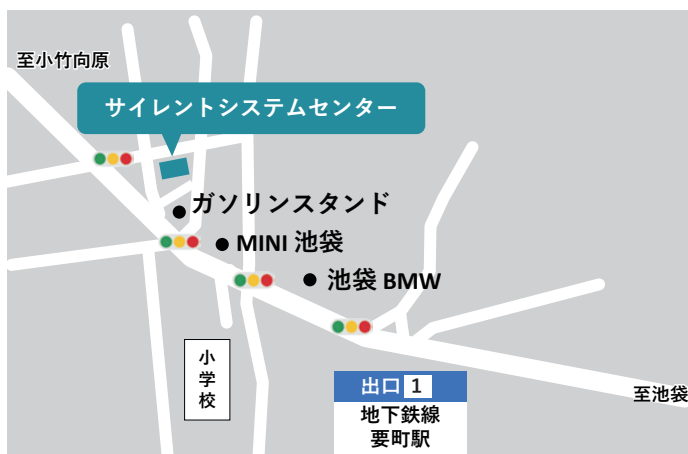 至小竹向原
サイレントシステムセンター
ガソリンスタンド
MINI 池袋
池袋 BMW
小学校
出口 1
地下鉄線
要町駅
至池袋